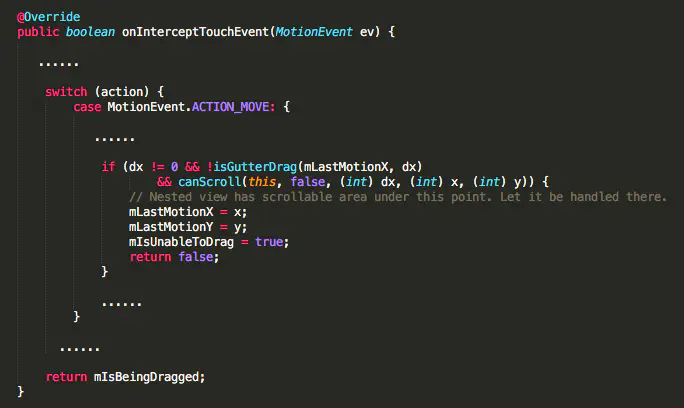 @Override
public boolean onInterceptTouchEvent(MotionEvent ev) {
......
switch (action) {
case MotionEvent.ACTION_MOVE: {
......
if (dx != 0 && !isGutterDrag(mLastMotionX, dx)
&& canScroll(this, false, (int) dx, (int) x, (int) y)) {
// Nested view has scrollable area under this point. Let it be handled there.
mLastMotionX = x;
mLastMotionY = y;
mIsUnableToDrag = true;
return false;
}
......
}
......
return mIsBeingDragged;
}